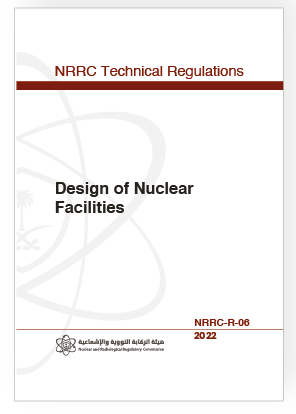 NRRC Technical Regulations
Design of Nuclear
Facilities
NRRC-R-06
2022
هيئة الرقابة النووية والإشعاعية
Nuclear and Radiological Regulatory Commission